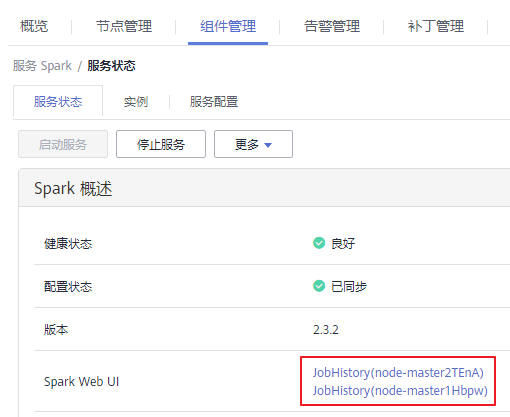 概览 节点管理 组件管理 告警管理 补丁管理
服务 Spark / 服务状态
服务状态 实例 服务配置
启动服务 停止服务 更多
Spark 概述
健康状态 良好
配置状态 已同步
版本 2.3.2
Spark Web UI JobHistory(node-master2TEnA)
JobHistory(node-master1Hbpw)